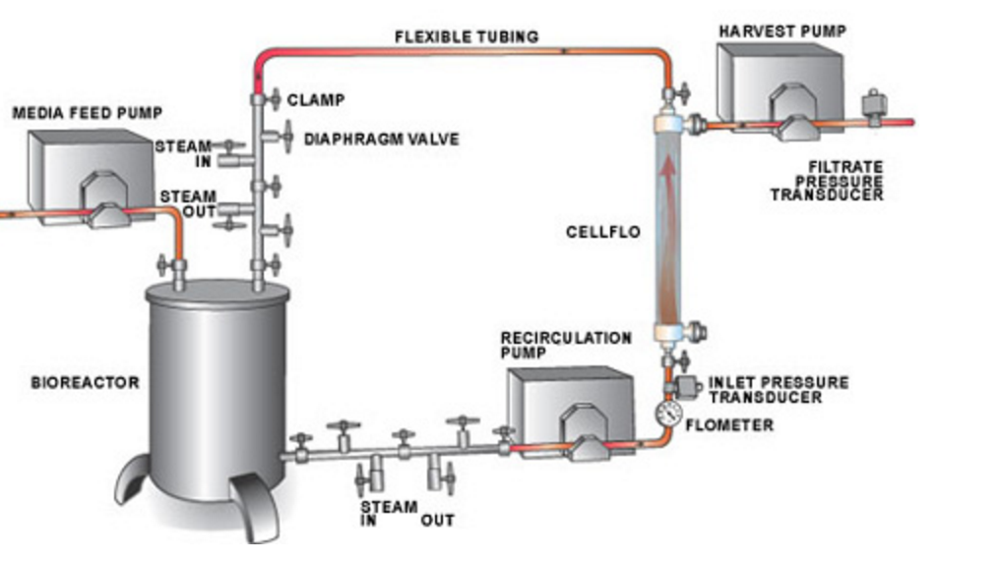 FLEXIBLE TUBING
HARVEST PUMP
MEDIA FEED PUMP
CLAMP
DIAPHRAGM VALVE
STEAM
IN
STEAM
OUT
FILTRATE
PRESSURE
TRANSDUCER
CELLFLO
RECIRCULATION
PUMP
BIOREACTOR
INLET PRESSURE
TRANSDUCER
FLOMETER
STEAM
IN OUT